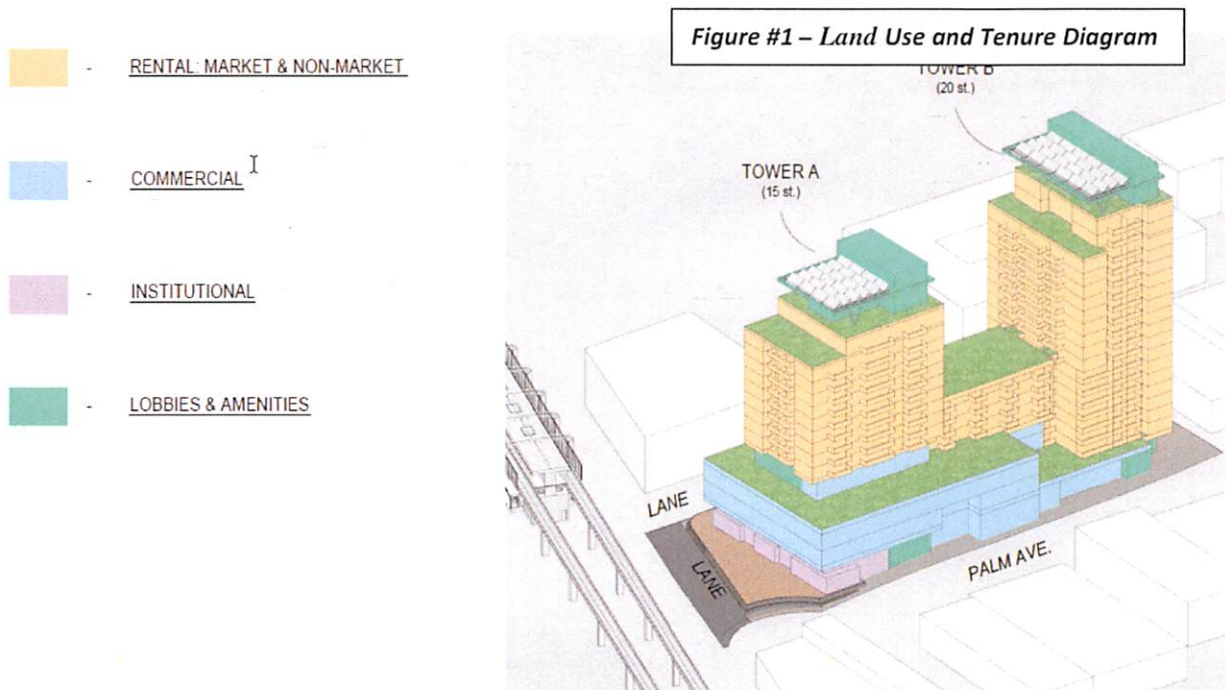 Figure #1 – Land Use and Tenure Diagram
- RENTAL: MARKET & NON-MARKET
- COMMERCIAL
- INSTITUTIONAL
- LOBBIES & AMENITIES
TOWER B
(20 st.)
TOWER A
(15 st.)
LANE
LANE
PALM AVE.